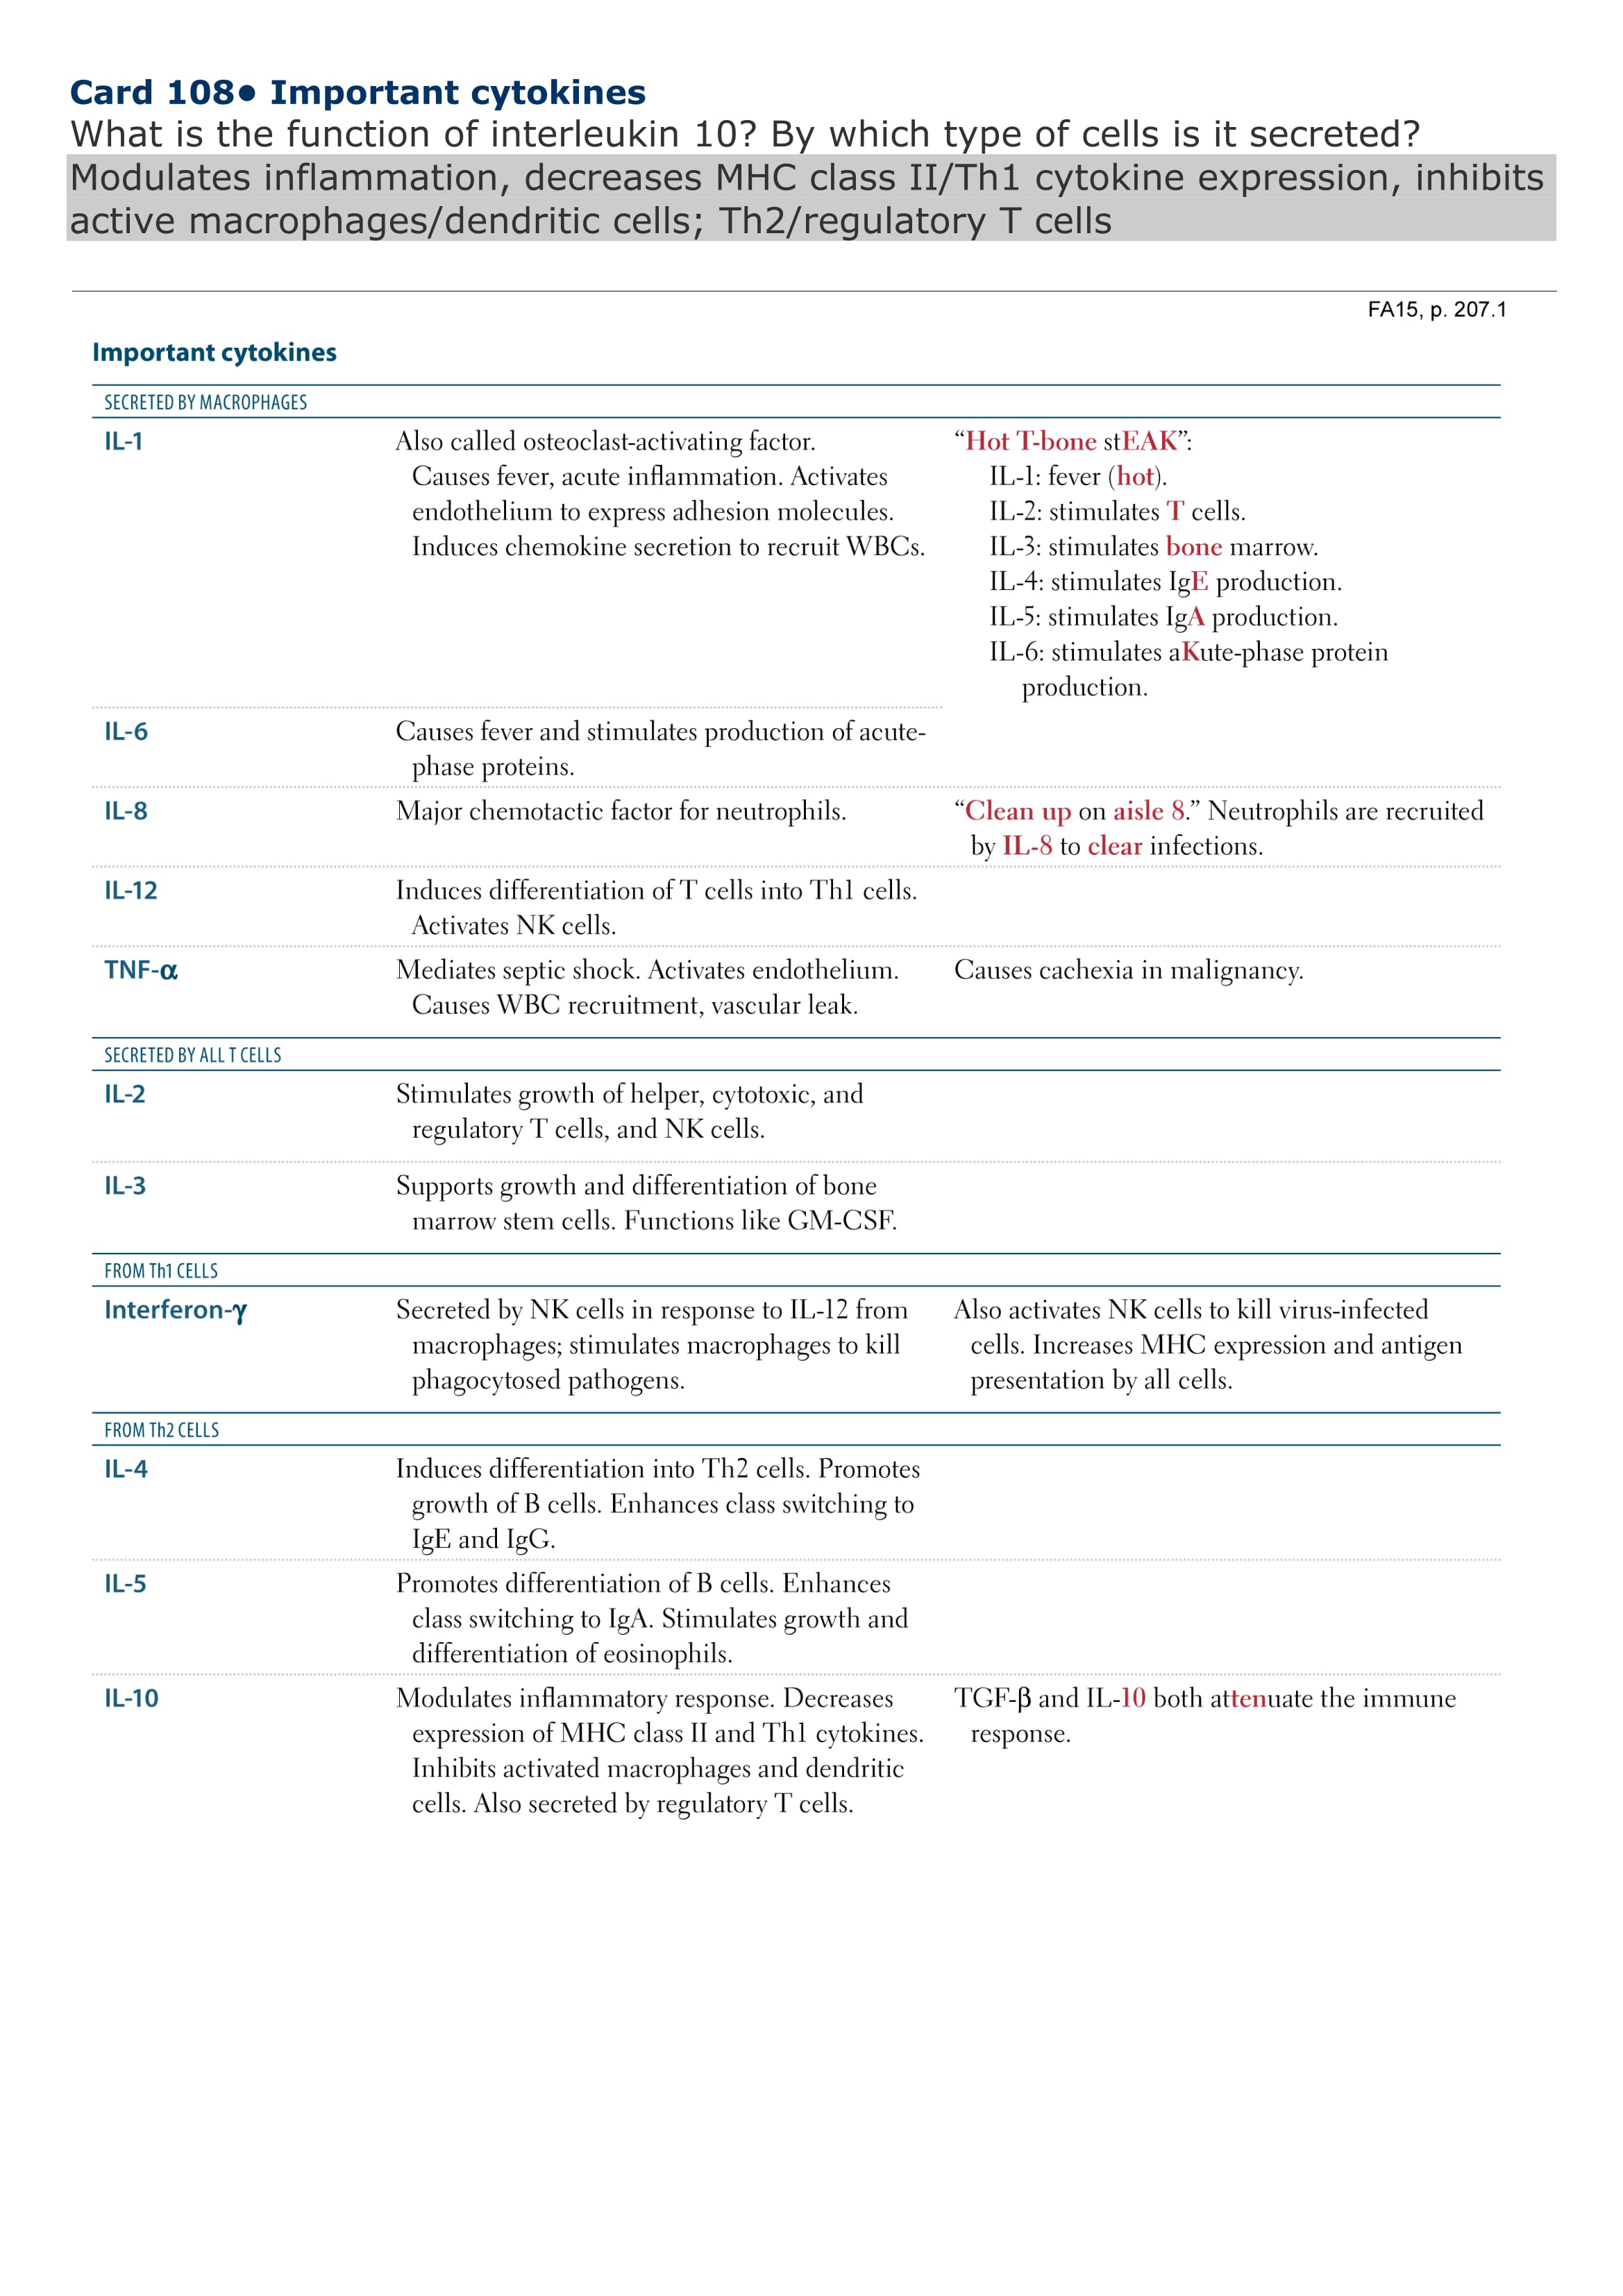 Card 108• Important cytokines
What is the function of interleukin 10? By which type of cells is it secreted?
Modulates inflammation, decreases MHC class II/Th1 cytokine expression, inhibits
active macrophages/dendritic cells; Th2/regulatory T cells
FA15, p. 207.1
Important cytokines
SECRETED BY MACROPHAGES
IL-1
Also called osteoclast-activating factor.
Causes fever, acute inflammation. Activates
endothelium to express adhesion molecules.
Induces chemokine secretion to recruit WBCs.
“Hot T-bone stEAK”:
IL-1: fever (hot).
IL-2: stimulates T cells.
IL-3: stimulates bone marrow.
IL-4: stimulates IgE production.
IL-5: stimulates IgA production.
IL-6: stimulates aKute-phase protein
production.
IL-6
Causes fever and stimulates production of acute-
phase proteins.
IL-8
Major chemotactic factor for neutrophils.
“Clean up on aisle 8.” Neutrophils are recruited
by IL-8 to clear infections.
IL-12
Induces differentiation of T cells into Th1 cells.
Activates NK cells.
TNF-α
Mediates septic shock. Activates endothelium.
Causes WBC recruitment, vascular leak.
Causes cachexia in malignancy.
SECRETED BY ALL T CELLS
IL-2
Stimulates growth of helper, cytotoxic, and
regulatory T cells, and NK cells.
IL-3
Supports growth and differentiation of bone
marrow stem cells. Functions like GM-CSF.
FROM Th1 CELLS
Interferon-γ
Secreted by NK cells in response to IL-12 from
macrophages; stimulates macrophages to kill
phagocytosed pathogens.
Also activates NK cells to kill virus-infected
cells. Increases MHC expression and antigen
presentation by all cells.
FROM Th2 CELLS
IL-4
Induces differentiation into Th2 cells. Promotes
growth of B cells. Enhances class switching to
IgE and IgG.
IL-5
Promotes differentiation of B cells. Enhances
class switching to IgA. Stimulates growth and
differentiation of eosinophils.
IL-10
Modulates inflammatory response. Decreases
expression of MHC class II and Th1 cytokines.
Inhibits activated macrophages and dendritic
cells. Also secreted by regulatory T cells.
TGF-β and IL-10 both attenuate the immune
response.